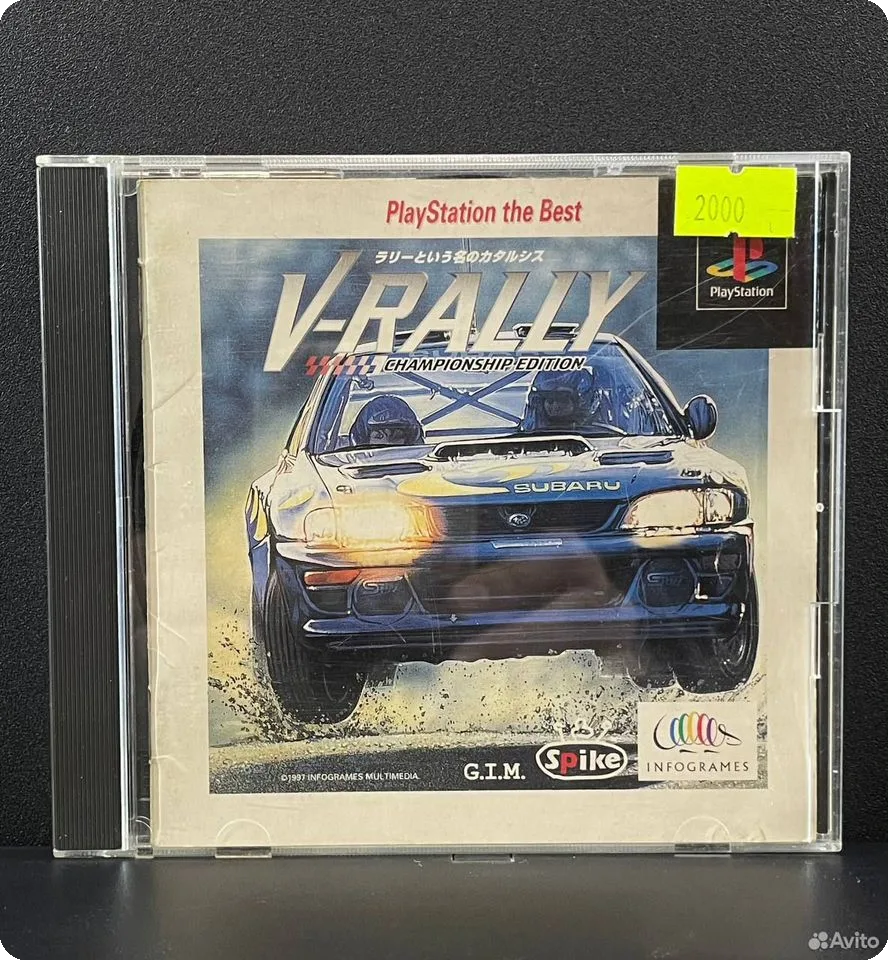 PlayStation the Best
2000
PlayStation
ラリーという名のカタルシス
V-RALLY
CHAMPIONSHIP EDITION
SUBARU
©1997 INFOGRAMES MULTIMEDIA.
G.I.M.
Spike
INFOGRAMES
Avito